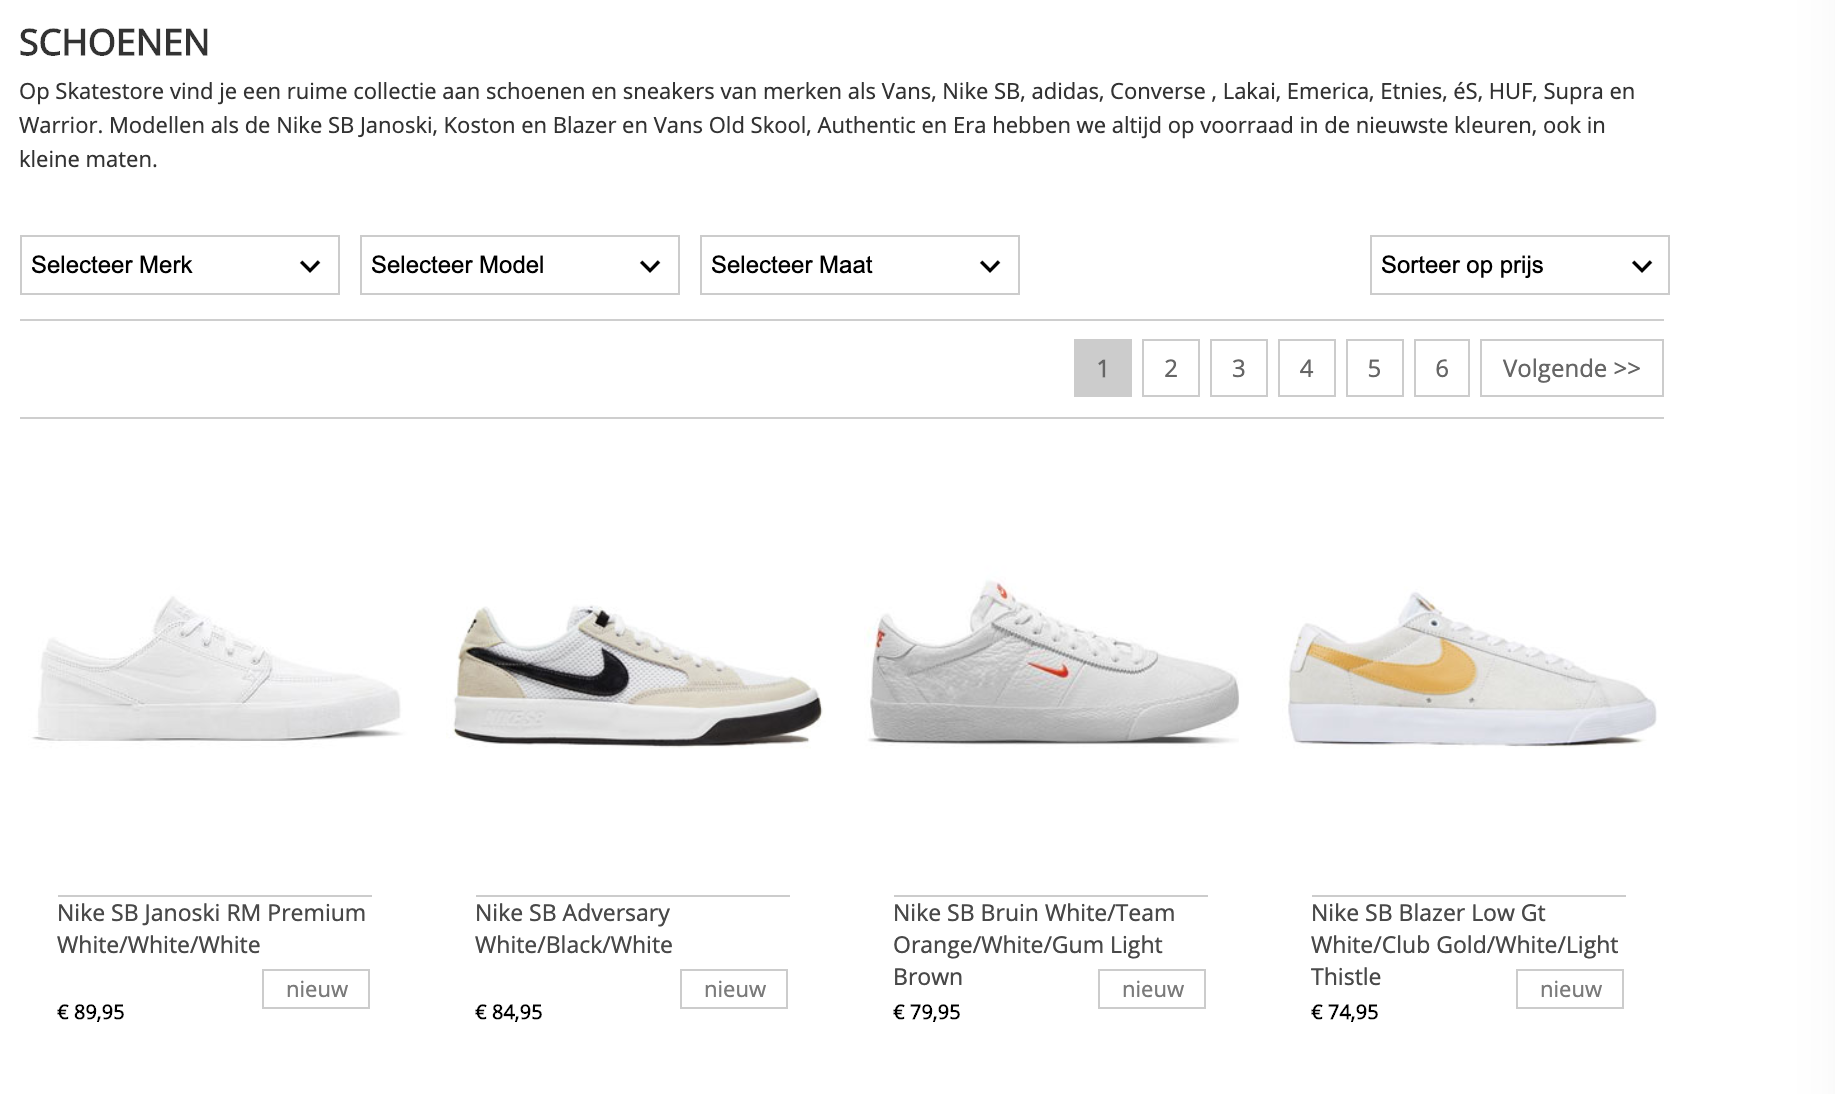 SCHOENEN
Op Skatestore vind je een ruime collectie aan schoenen en sneakers van merken als Vans, Nike SB, adidas, Converse , Lakai, Emerica, Etnies, éS, HUF, Supra en
Warrior. Modellen als de Nike SB Janoski, Koston en Blazer en Vans Old Skool, Authentic en Era hebben we altijd op voorraad in de nieuwste kleuren, ook in
kleine maten.
Selecteer Merk
Selecteer Model
Selecteer Maat
Sorteer op prijs
1 2 3 4 5 6 Volgende >>
Nike SB Janoski RM Premium
White/White/White
nieuw
€ 89,95
Nike SB Adversary
White/Black/White
nieuw
€ 84,95
Nike SB Bruin White/Team
Orange/White/Gum Light
Brown
nieuw
€ 79,95
Nike SB Blazer Low Gt
White/Club Gold/White/Light
Thistle
nieuw
€ 74,95